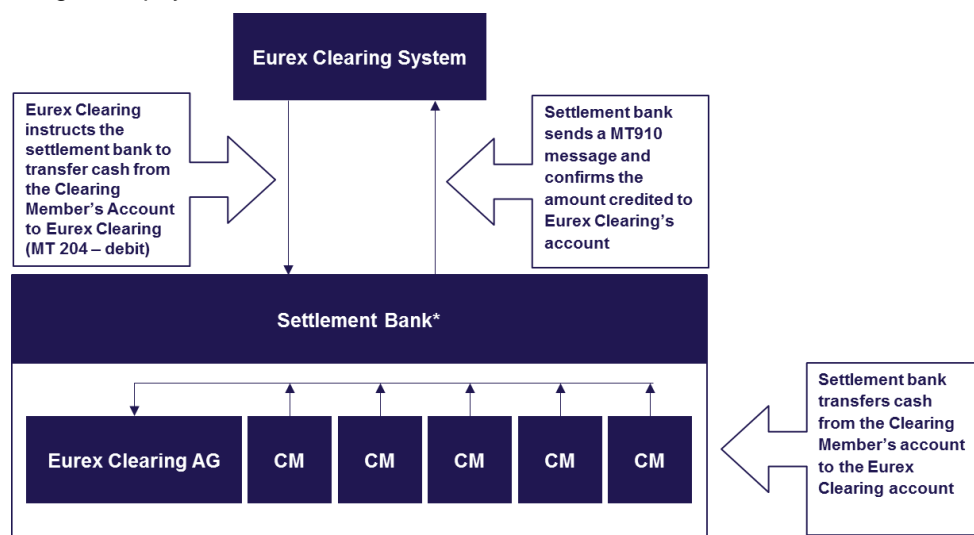 Eurex Clearing System
Eurex Clearing
instructs the
settlement bank to
transfer cash from
the Clearing
Member's Account
to Eurex Clearing
(MT 204 – debit)
Settlement bank
sends a MT910
message and
confirms the
amount credited to
Eurex Clearing's
account
Settlement Bank*
Eurex Clearing AG
CM
CM
CM
CM
CM
Settlement bank
transfers cash
from the Clearing
Member's account
to the Eurex
Clearing account